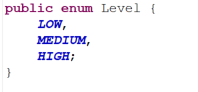 public enum Level {
    LOW,
    MEDIUM,
    HIGH;
}